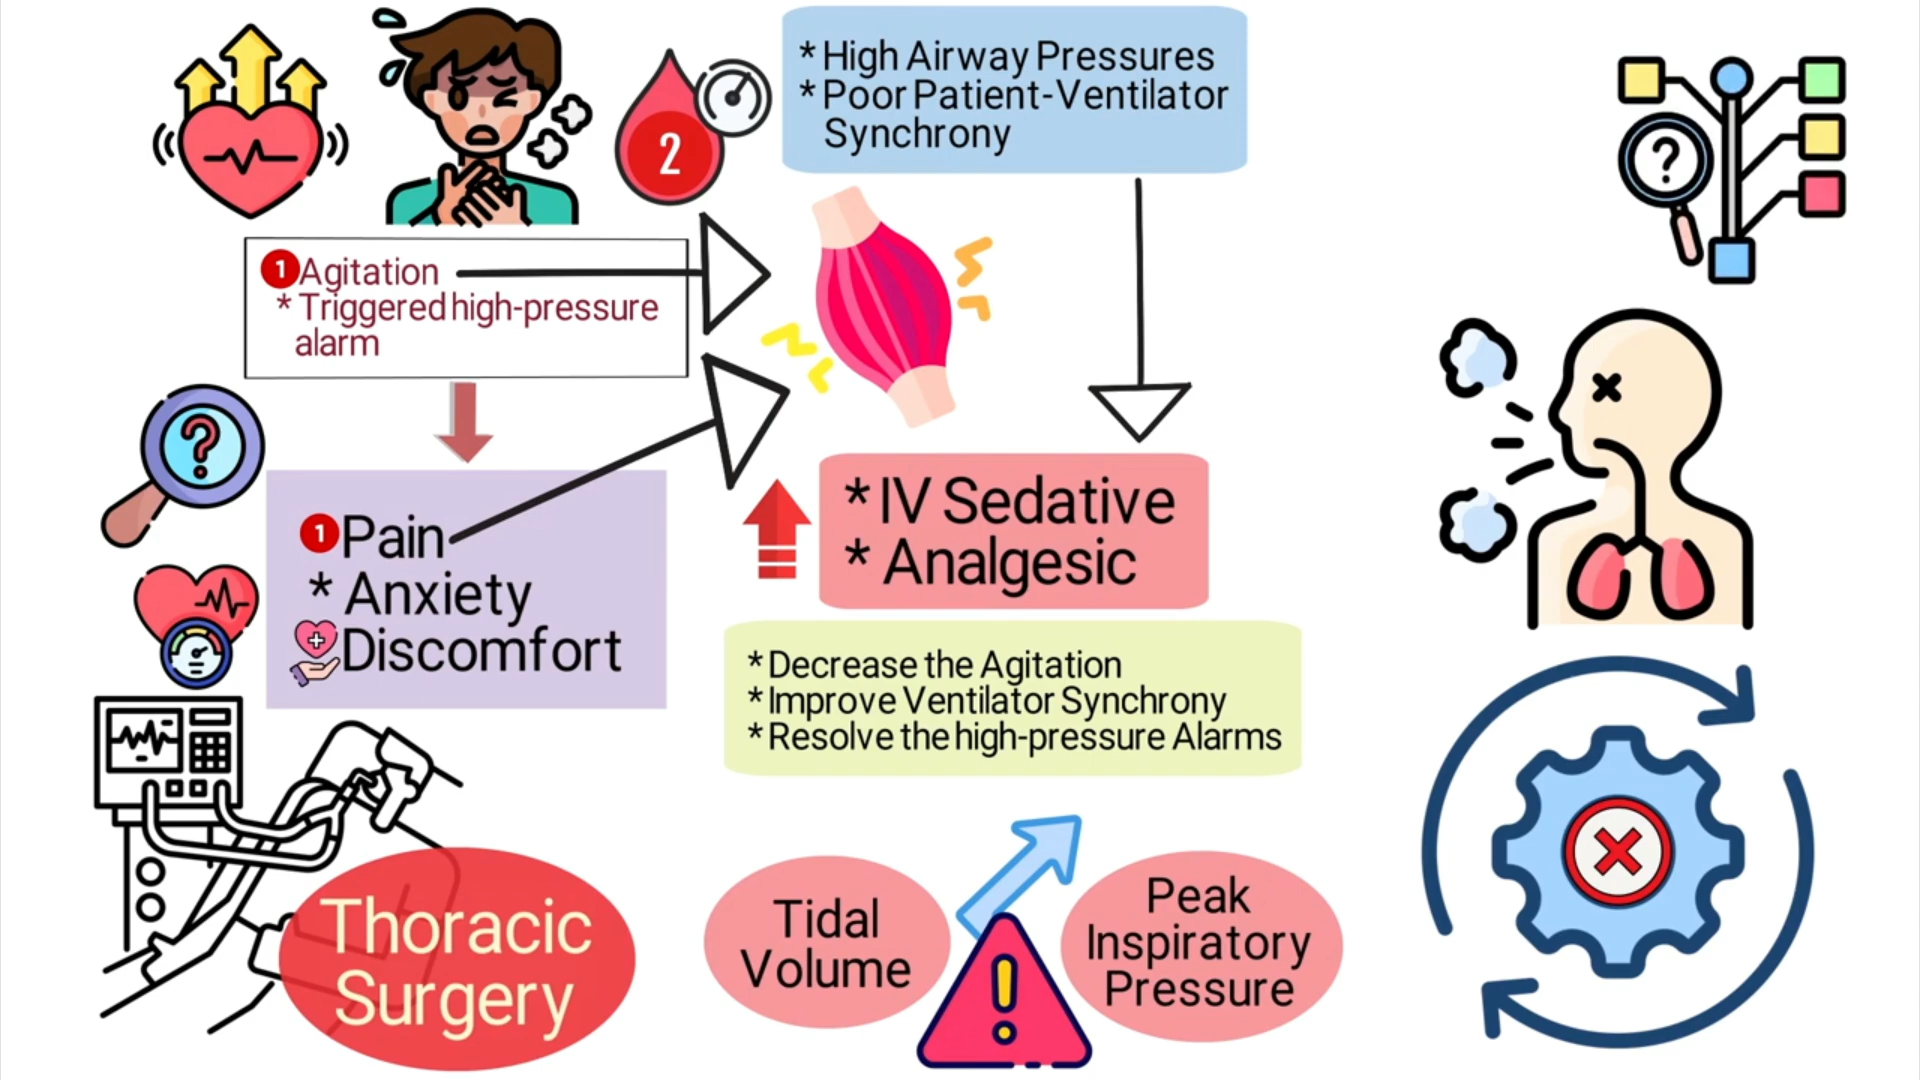 * High Airway Pressures
* Poor Patient-Ventilator
Synchrony
2
?
1 Agitation
* Triggered high-pressure
alarm
?
1 Pain
* Anxiety
Discomfort
* IV Sedative
* Analgesic
* Decrease the Agitation
* Improve Ventilator Synchrony
* Resolve the high-pressure Alarms
Thoracic
Surgery
Tidal
Volume
!
Peak
Inspiratory
Pressure